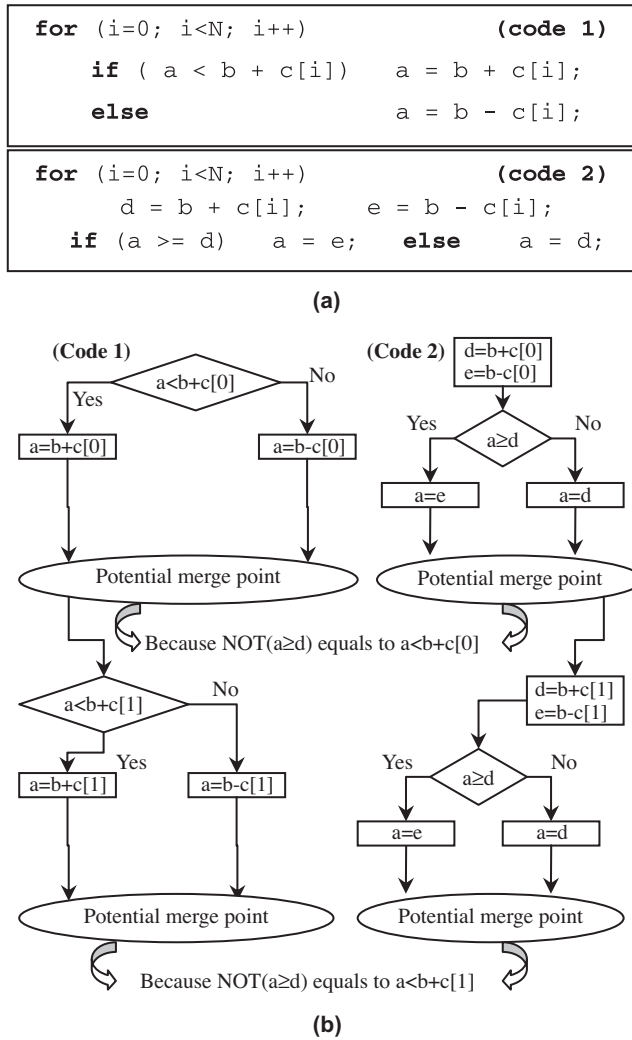 for (i=0; i<N; i++) (code 1)
if ( a < b + c[i]) a = b + c[i];
else a = b - c[i];
for (i=0; i<N; i++) (code 2)
d = b + c[i]; e = b - c[i];
if (a >= d) a = e; else a = d;
(a)
(Code 1)
a<b+c[0]
Yes
No
a=b+c[0]
a=b-c[0]
Potential merge point
(Code 2)
d=b+c[0]
e=b-c[0]
Yes
a≥d
No
a=e
a=d
Potential merge point
Because NOT(a≥d) equals to a<b+c[0]
a<b+c[1]
No
Yes
a=b+c[1]
a=b-c[1]
Potential merge point
d=b+c[1]
e=b-c[1]
Yes
a≥d
No
a=e
a=d
Potential merge point
Because NOT(a≥d) equals to a<b+c[1]
(b)